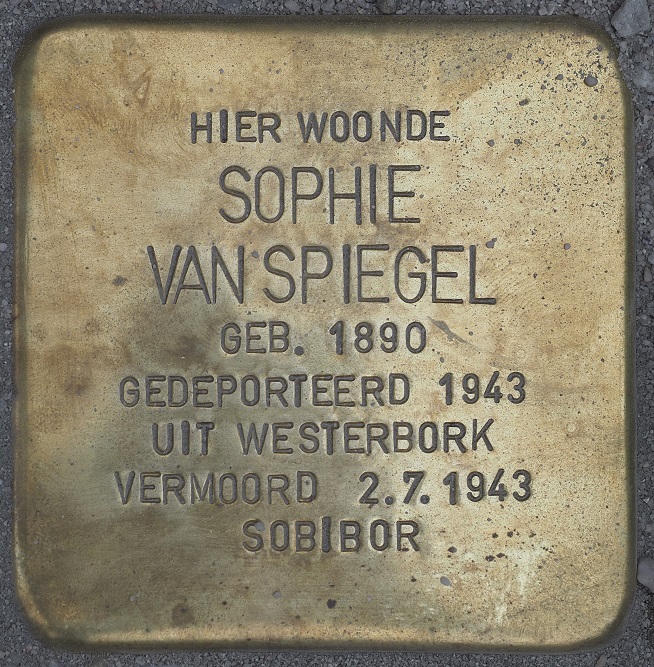 HIER WOONDE
SOPHIE
VAN SPIEGEL
GEB. 1890
GEDEPORTEERD 1943
UIT WESTERBORK
VERMOORD 2.7.1943
SOBIBOR